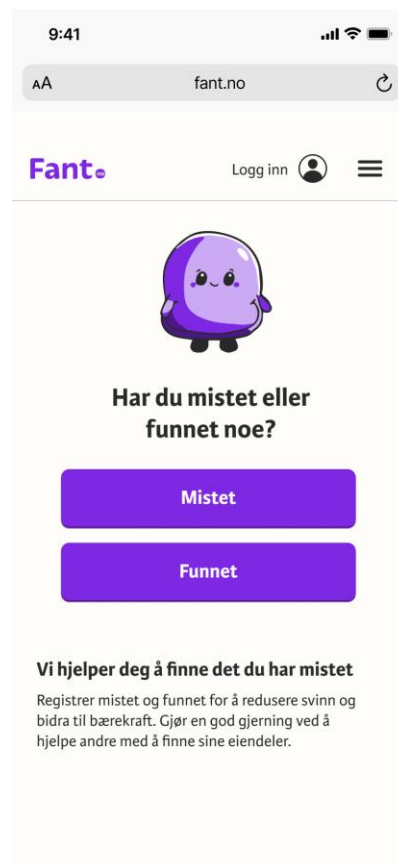 9:41
AA
fant.no
Fant
Logg inn
Har du mistet eller
funnet noe?
Mistet
Funnet
Vi hjelper deg å finne det du har mistet
Registrer mistet og funnet for å redusere svinn og
bidra til bærekraft. Gjør en god gjerning ved å
hjelpe andre med å finne sine eiendeler.